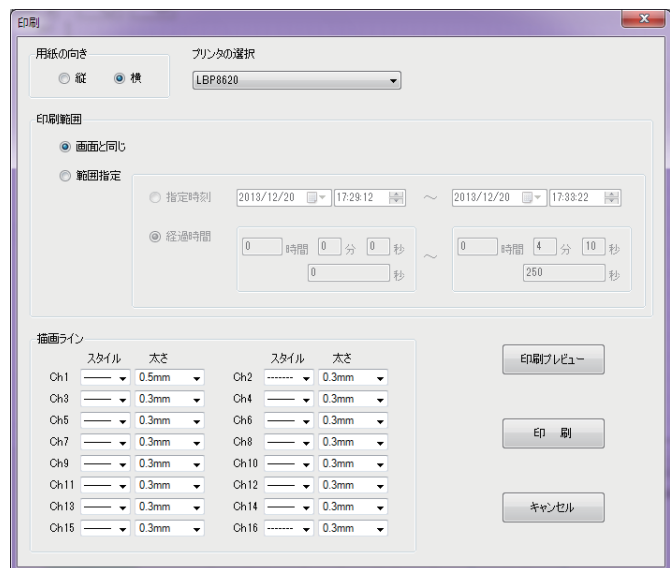 印刷
用紙の向き
プリンタの選択
縦 横
LBP8620
印刷範囲
画面と同じ
範囲指定
指定時刻 2013/12/20 17:29:12 ～ 2013/12/20 17:33:22
経過時間 0 時間 0 分 0 秒 ～ 0 時間 4 分 10 秒
0 秒 250 秒
描画ライン
スタイル 太さ スタイル 太さ
Ch1 0.5mm Ch2 0.3mm
Ch3 0.3mm Ch4 0.3mm
Ch5 0.3mm Ch6 0.3mm
Ch7 0.3mm Ch8 0.3mm
Ch9 0.3mm Ch10 0.3mm
Ch11 0.3mm Ch12 0.3mm
Ch13 0.3mm Ch14 0.3mm
Ch15 0.3mm Ch16 0.3mm
印刷プレビュー
印 刷
キャンセル